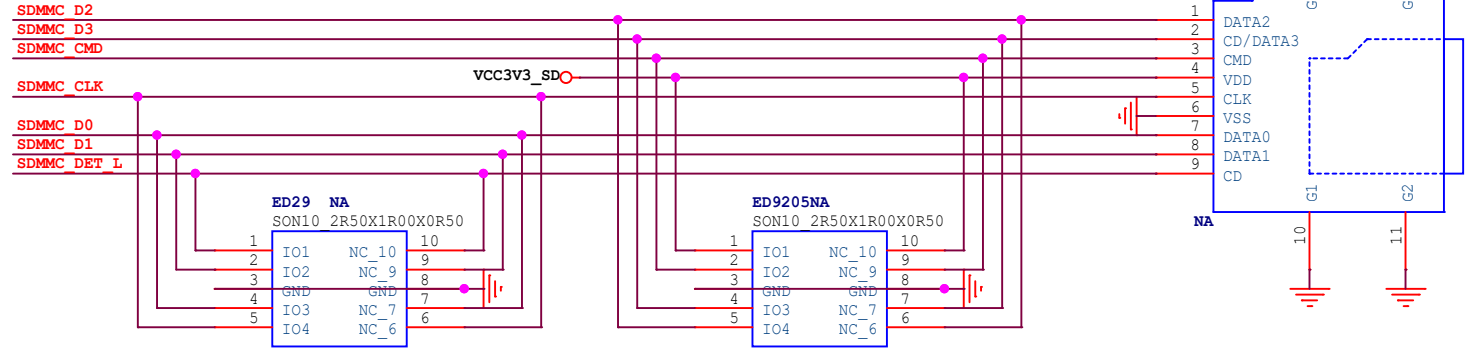 SDMMC_D2
SDMMC_D3
SDMMC_CMD
VCC3V3_SD
SDMMC_CLK
SDMMC_D0
SDMMC_D1
SDMMC_DET_L
ED29 NA
SON10_2R50X1R00X0R50
1 IO1 NC_10 10
2 IO2 NC_9 9
3 GND GND 8
4 IO3 NC_7 7
5 IO4 NC_6 6
ED9205NA
SON10_2R50X1R00X0R50
1 IO1 NC_10 10
2 IO2 NC_9 9
3 GND GND 8
4 IO3 NC_7 7
5 IO4 NC_6 6
G G
1 DATA2
2 CD/DATA3
3 CMD
4 VDD
5 CLK
6 VSS
7 DATA0
8 DATA1
9 CD
G1 G2
NA
10 11